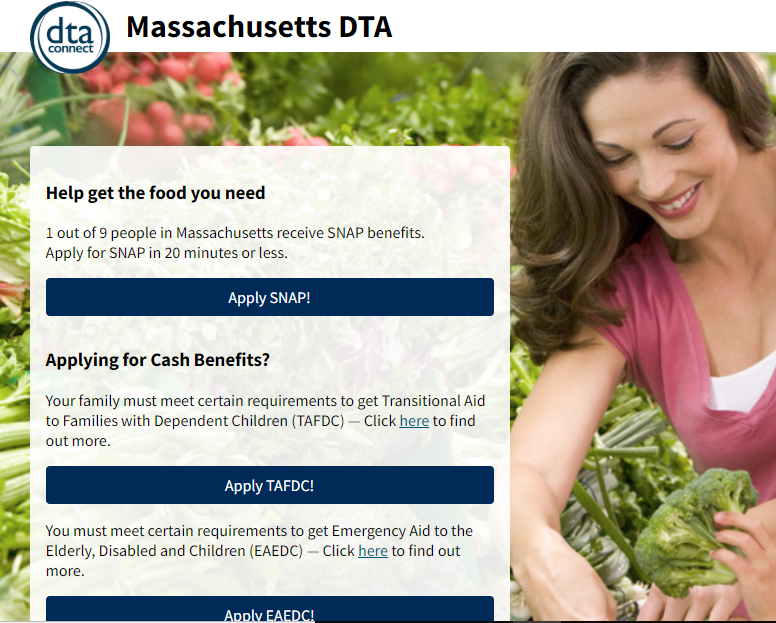 dta
connect
Massachusetts DTA
Help get the food you need
1 out of 9 people in Massachusetts receive SNAP benefits.
Apply for SNAP in 20 minutes or less.
Apply SNAP!
Applying for Cash Benefits?
Your family must meet certain requirements to get Transitional Aid
to Families with Dependent Children (TAFDC) — Click here to find
out more.
Apply TAFDC!
You must meet certain requirements to get Emergency Aid to the
Elderly, Disabled and Children (EAEDC) — Click here to find out
more.
Apply EAEDC!